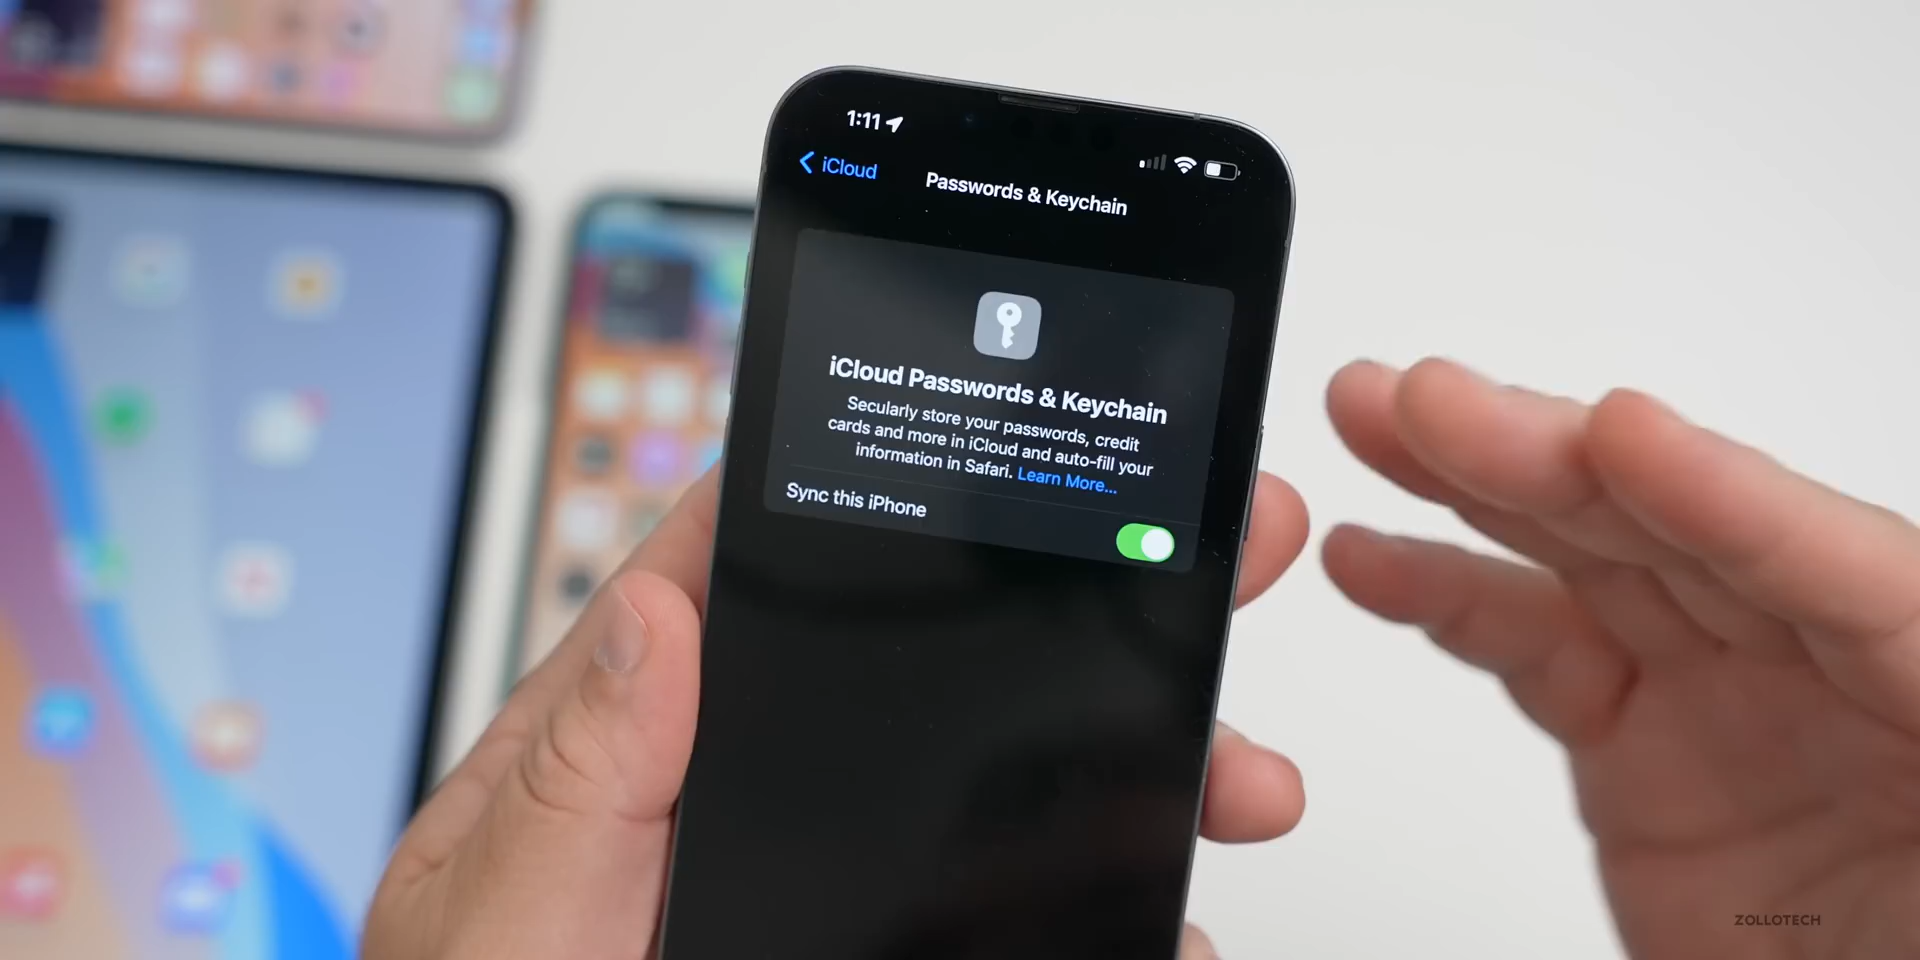 1:11
iCloud
Passwords & Keychain
iCloud Passwords & Keychain
Secularly store your passwords, credit
cards and more in iCloud and auto-fill your
information in Safari. Learn More...
Sync this iPhone
ZOLLOTECH